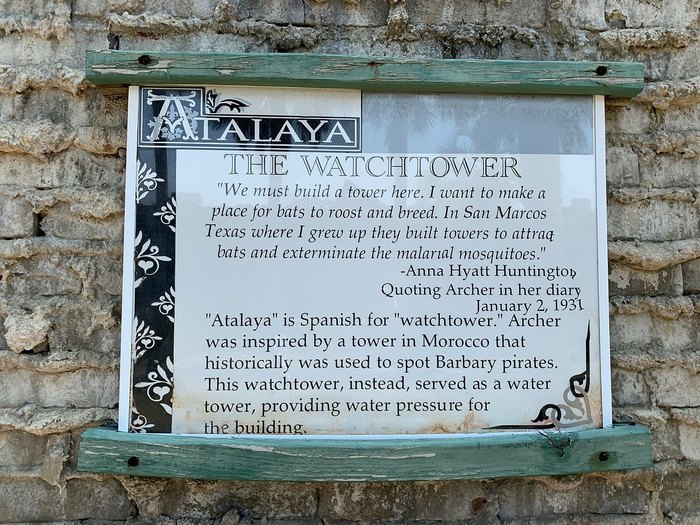 ATALAYA
THE WATCHTOWER
"We must build a tower here. I want to make a
place for bats to roost and breed. In San Marcos
Texas where I grew up they built towers to attract
bats and exterminate the malarial mosquitoes."
-Anna Hyatt Huntington
Quoting Archer in her diary
January 2, 1931
"Atalaya" is Spanish for "watchtower." Archer
was inspired by a tower in Morocco that
historically was used to spot Barbary pirates.
This watchtower, instead, served as a water
tower, providing water pressure for
the building.